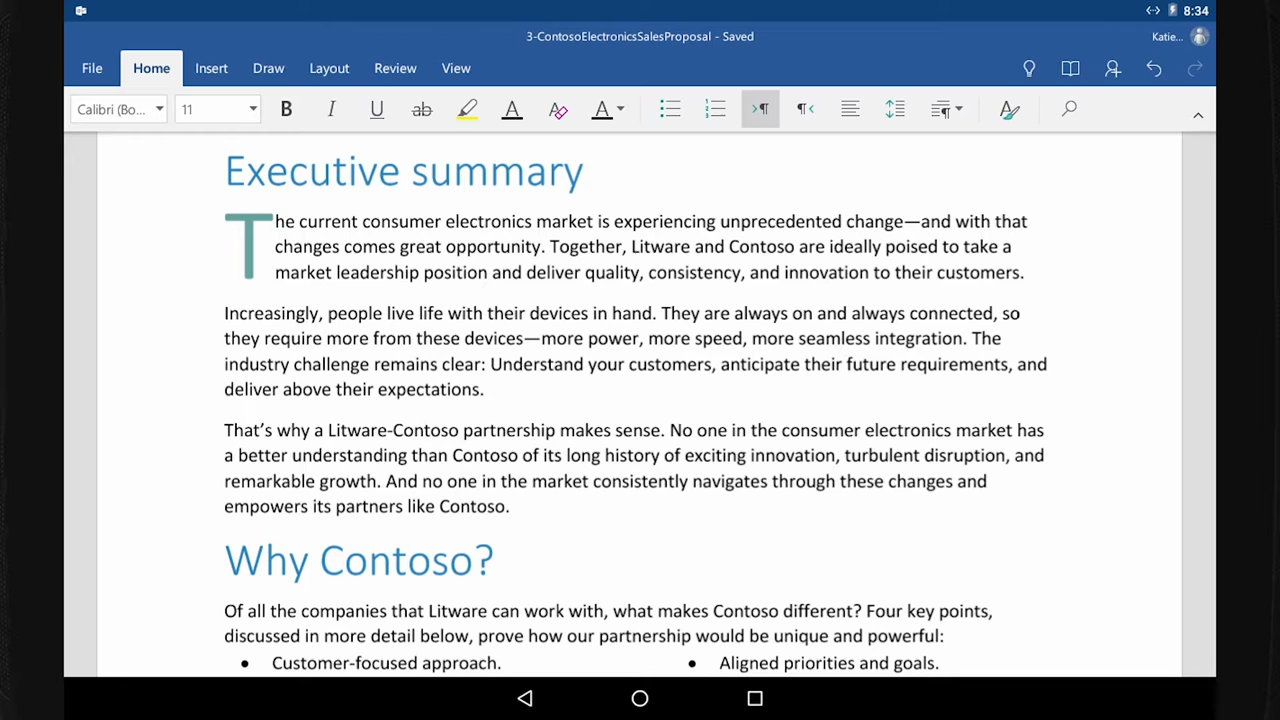 8:34
3-ContosoElectronicsSalesProposal - Saved
Katie...
File Home Insert Draw Layout Review View
Calibri (Bo... 11 B I U ab A A
Executive summary
The current consumer electronics market is experiencing unprecedented change—and with that
changes comes great opportunity. Together, Litware and Contoso are ideally poised to take a
market leadership position and deliver quality, consistency, and innovation to their customers.
Increasingly, people live life with their devices in hand. They are always on and always connected, so
they require more from these devices—more power, more speed, more seamless integration. The
industry challenge remains clear: Understand your customers, anticipate their future requirements, and
deliver above their expectations.
That’s why a Litware-Contoso partnership makes sense. No one in the consumer electronics market has
a better understanding than Contoso of its long history of exciting innovation, turbulent disruption, and
remarkable growth. And no one in the market consistently navigates through these changes and
empowers its partners like Contoso.
Why Contoso?
Of all the companies that Litware can work with, what makes Contoso different? Four key points,
discussed in more detail below, prove how our partnership would be unique and powerful:
• Customer-focused approach. • Aligned priorities and goals.